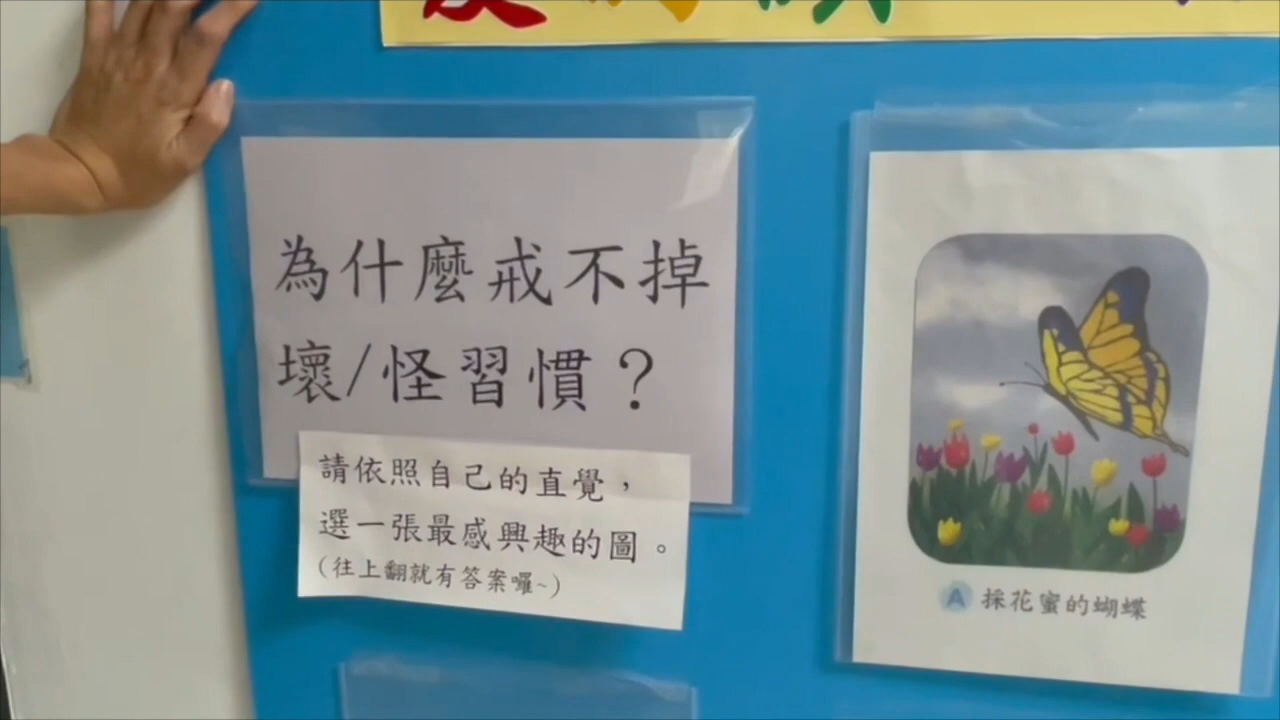 為什麼戒不掉
壞/怪習慣？
請依照自己的直覺，
選一張最感興趣的圖。
(往上翻就有答案囉~)
A 採花蜜的蝴蝶